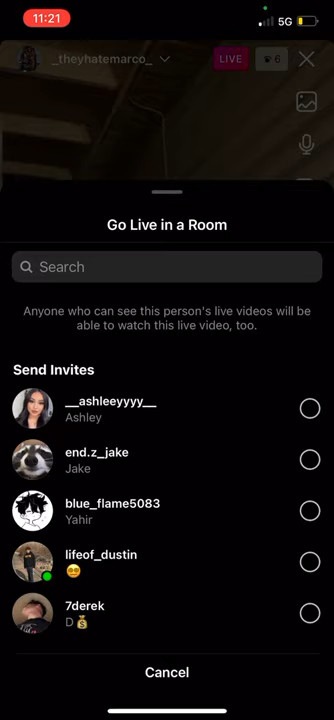 11:21
5G
_theyhatemarco_
LIVE
6
Go Live in a Room
Search
Anyone who can see this person's live videos will be
able to watch this live video, too.
Send Invites
__ashleeyyyy__
Ashley
end.z_jake
Jake
blue_flame5083
Yahir
lifeof_dustin
😵‍💫
7derek
D💰
Cancel